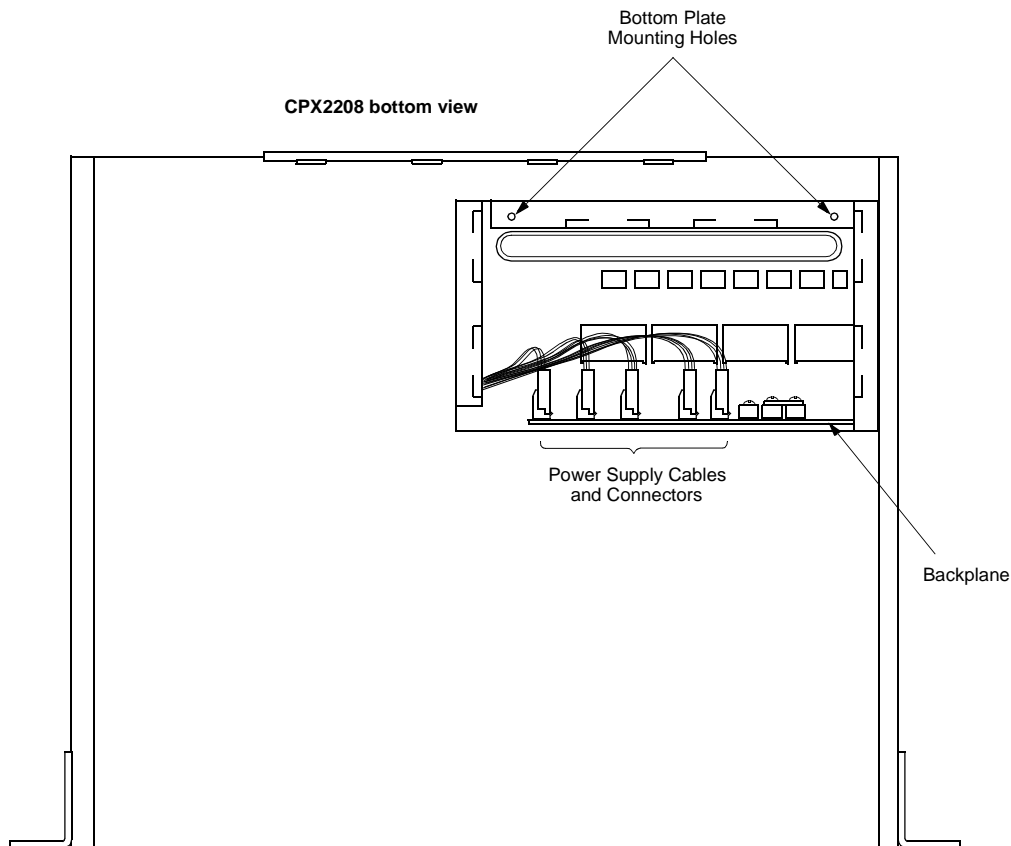 Bottom Plate
Mounting Holes
CPX2208 bottom view
Power Supply Cables
and Connectors
Backplane